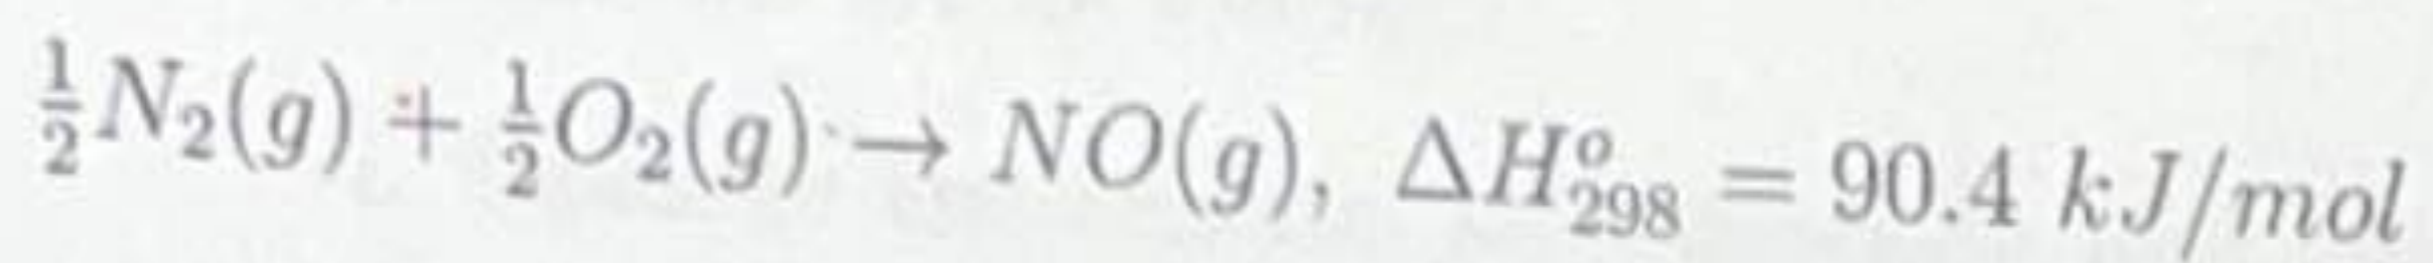 ½N₂(g) + ½O₂(g) → NO(g), ΔH°₂₉₈ = 90.4 kJ/mol